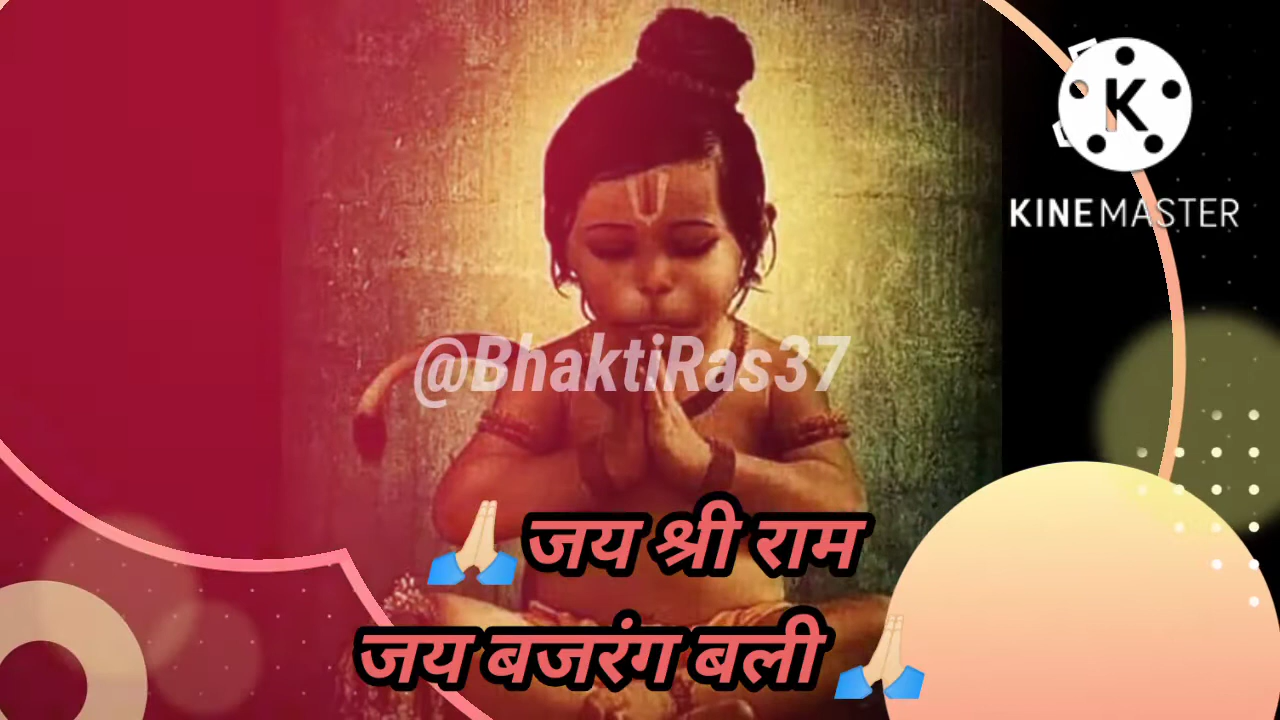 K
KINEMASTER
@BhaktiRas37
🙏🏻 जय श्री राम
जय बजरंग बली 🙏🏻